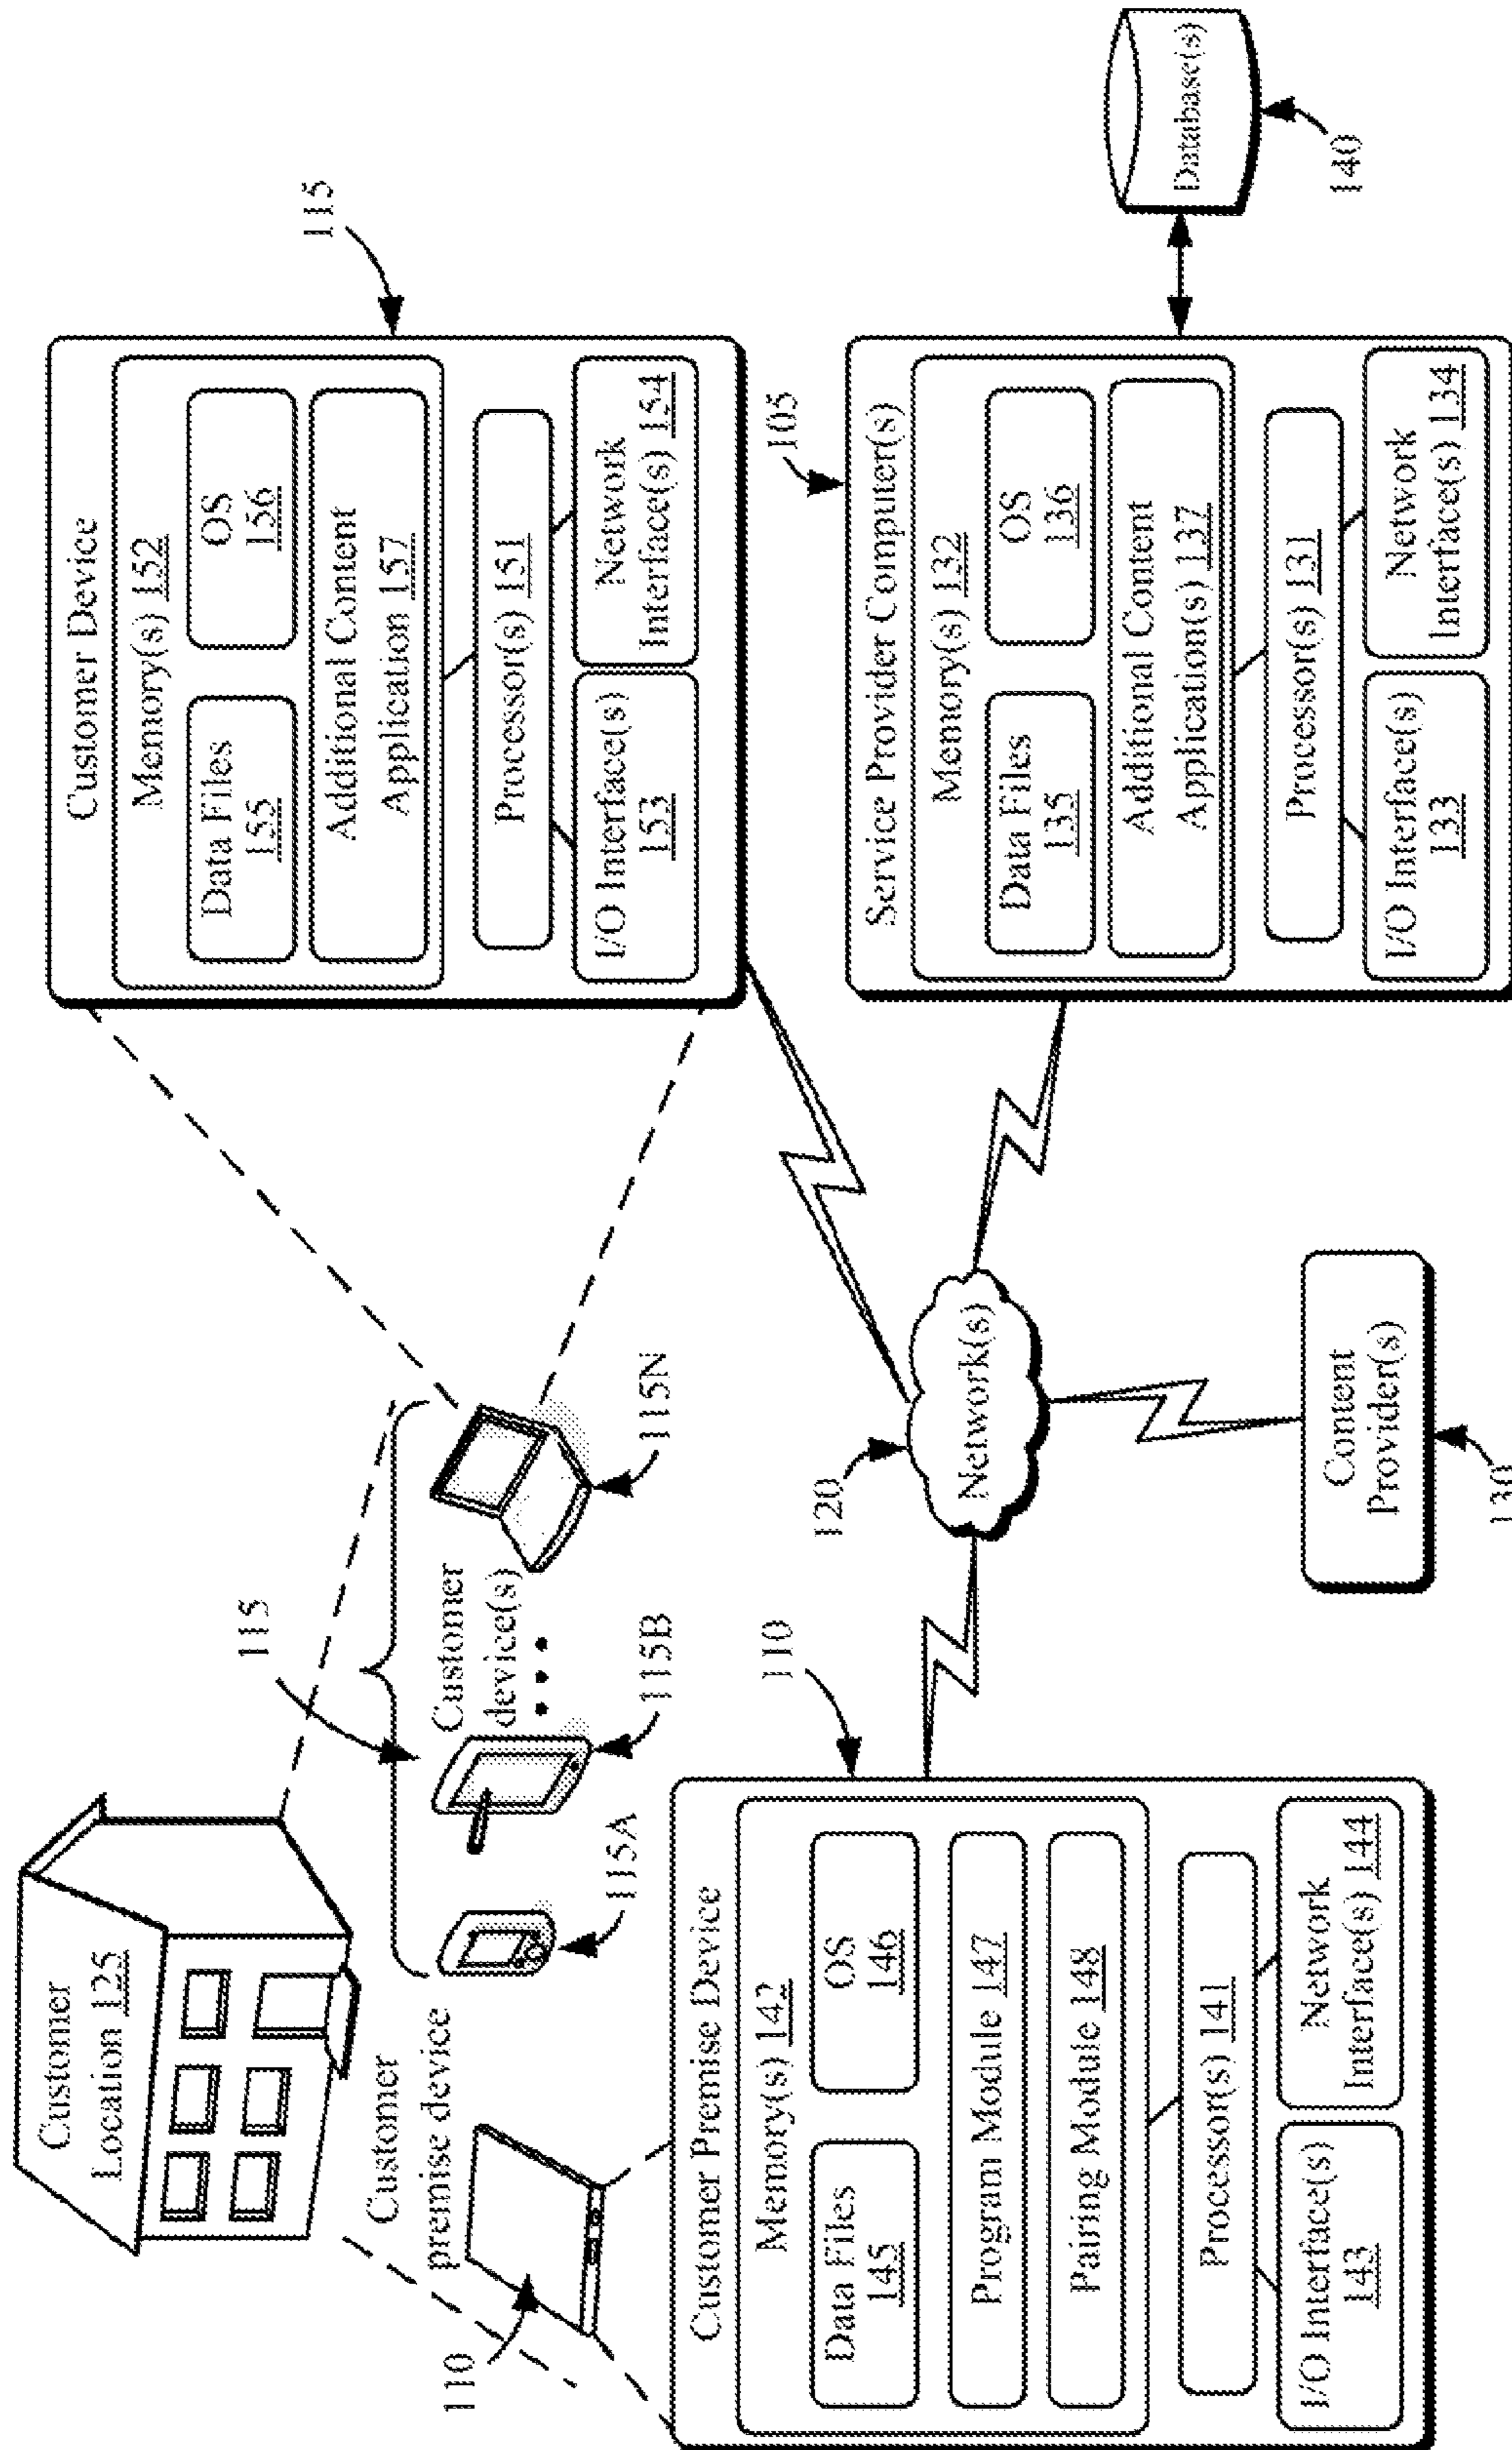 Customer
Location 125
Customer
premise device
110
115
Customer
device(s)
115A
115B
115N
Customer Premise Device
110
Memory(s) 142
Data Files
145
OS
146
Program Module 147
Pairing Module 148
Processor(s) 141
I/O Interface(s)
143
Network
Interface(s) 144
120
Network(s)
Content
Provider(s)
130
115
Customer Device
Memory(s) 152
Data Files
155
OS
156
Additional Content
Application 157
Processor(s) 151
I/O Interface(s)
153
Network
Interface(s) 154
105
Service Provider Computer(s)
Memory(s) 132
Data Files
135
OS
136
Additional Content
Application(s) 137
Processor(s) 131
I/O Interface(s)
133
Network
Interface(s) 134
Database(s)
140